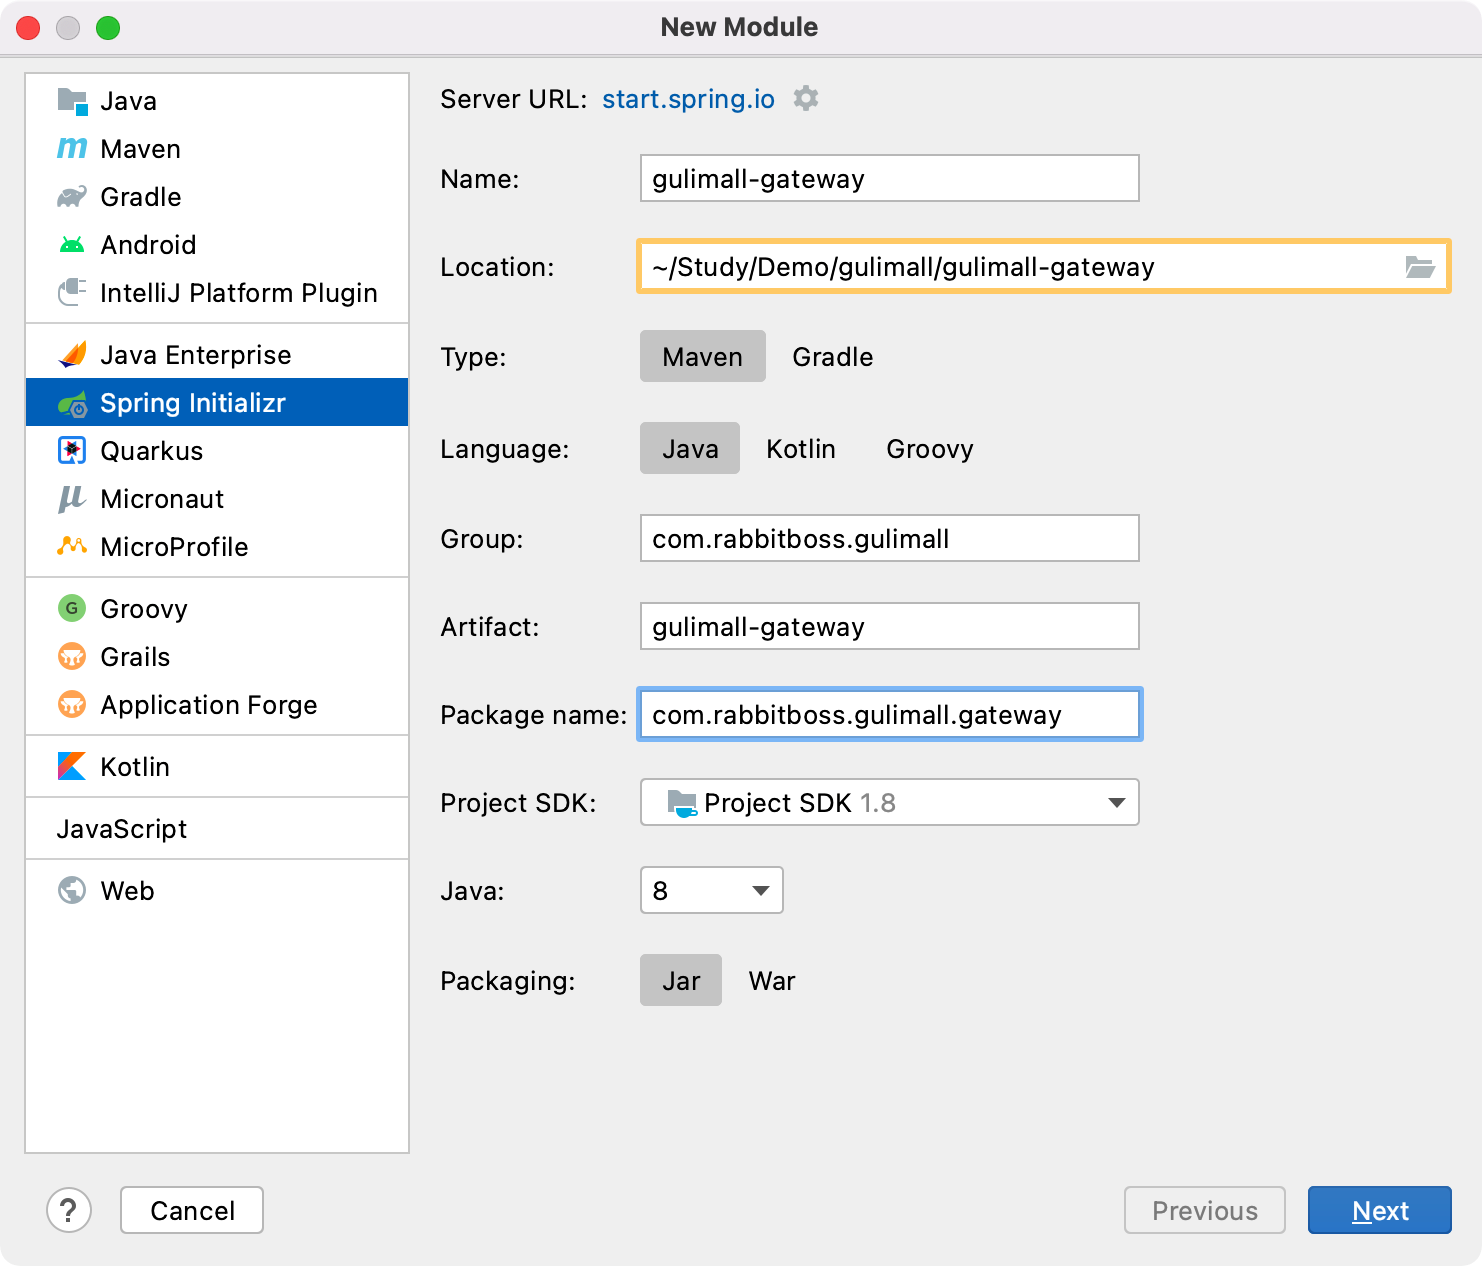 New Module
Java
Maven
Gradle
Android
IntelliJ Platform Plugin
Java Enterprise
Spring Initializr
Quarkus
Micronaut
MicroProfile
G Groovy
Grails
Application Forge
Kotlin
JavaScript
Web
Server URL: start.spring.io
Name: gulimall-gateway
Location: ~/Study/Demo/gulimall/gulimall-gateway
Type: Maven Gradle
Language: Java Kotlin Groovy
Group: com.rabbitboss.gulimall
Artifact: gulimall-gateway
Package name: com.rabbitboss.gulimall.gateway
Project SDK: Project SDK 1.8
Java: 8
Packaging: Jar War
? Cancel Previous Next